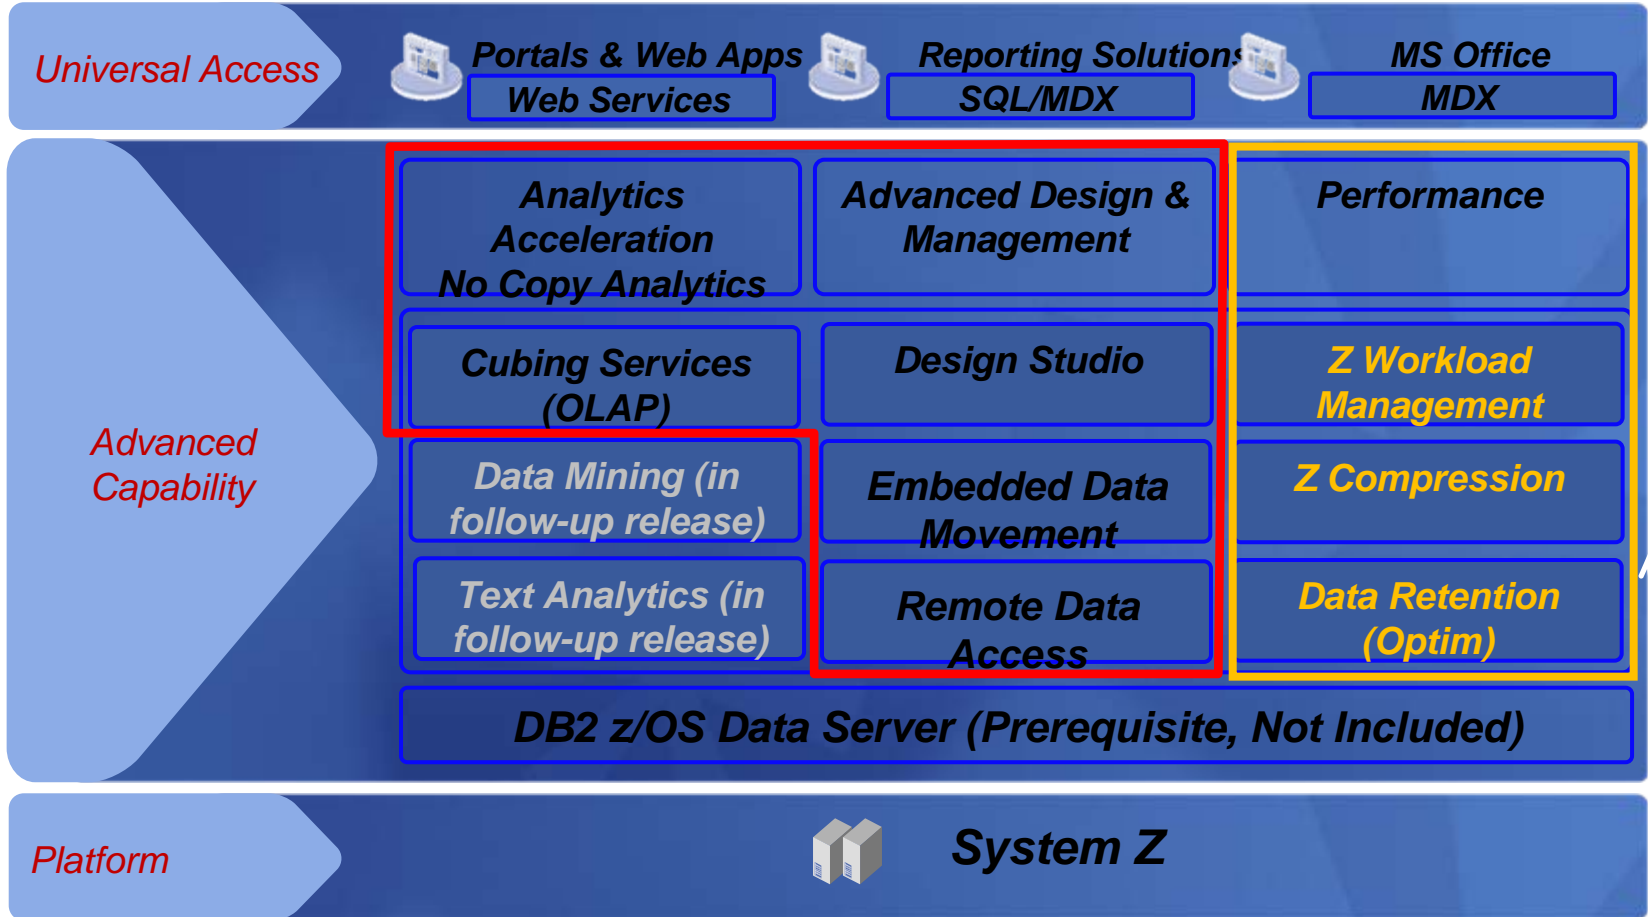 Universal Access
Portals & Web Apps
Web Services
Reporting Solutions
SQL/MDX
MS Office
MDX
Advanced
Capability
Analytics
Acceleration
No Copy Analytics
Advanced Design &
Management
Performance
Cubing Services
(OLAP)
Design Studio
Z Workload
Management
Data Mining (in
follow-up release)
Embedded Data
Movement
Z Compression
Text Analytics (in
follow-up release)
Remote Data
Access
Data Retention
(Optim)
DB2 z/OS Data Server (Prerequisite, Not Included)
Platform
System Z